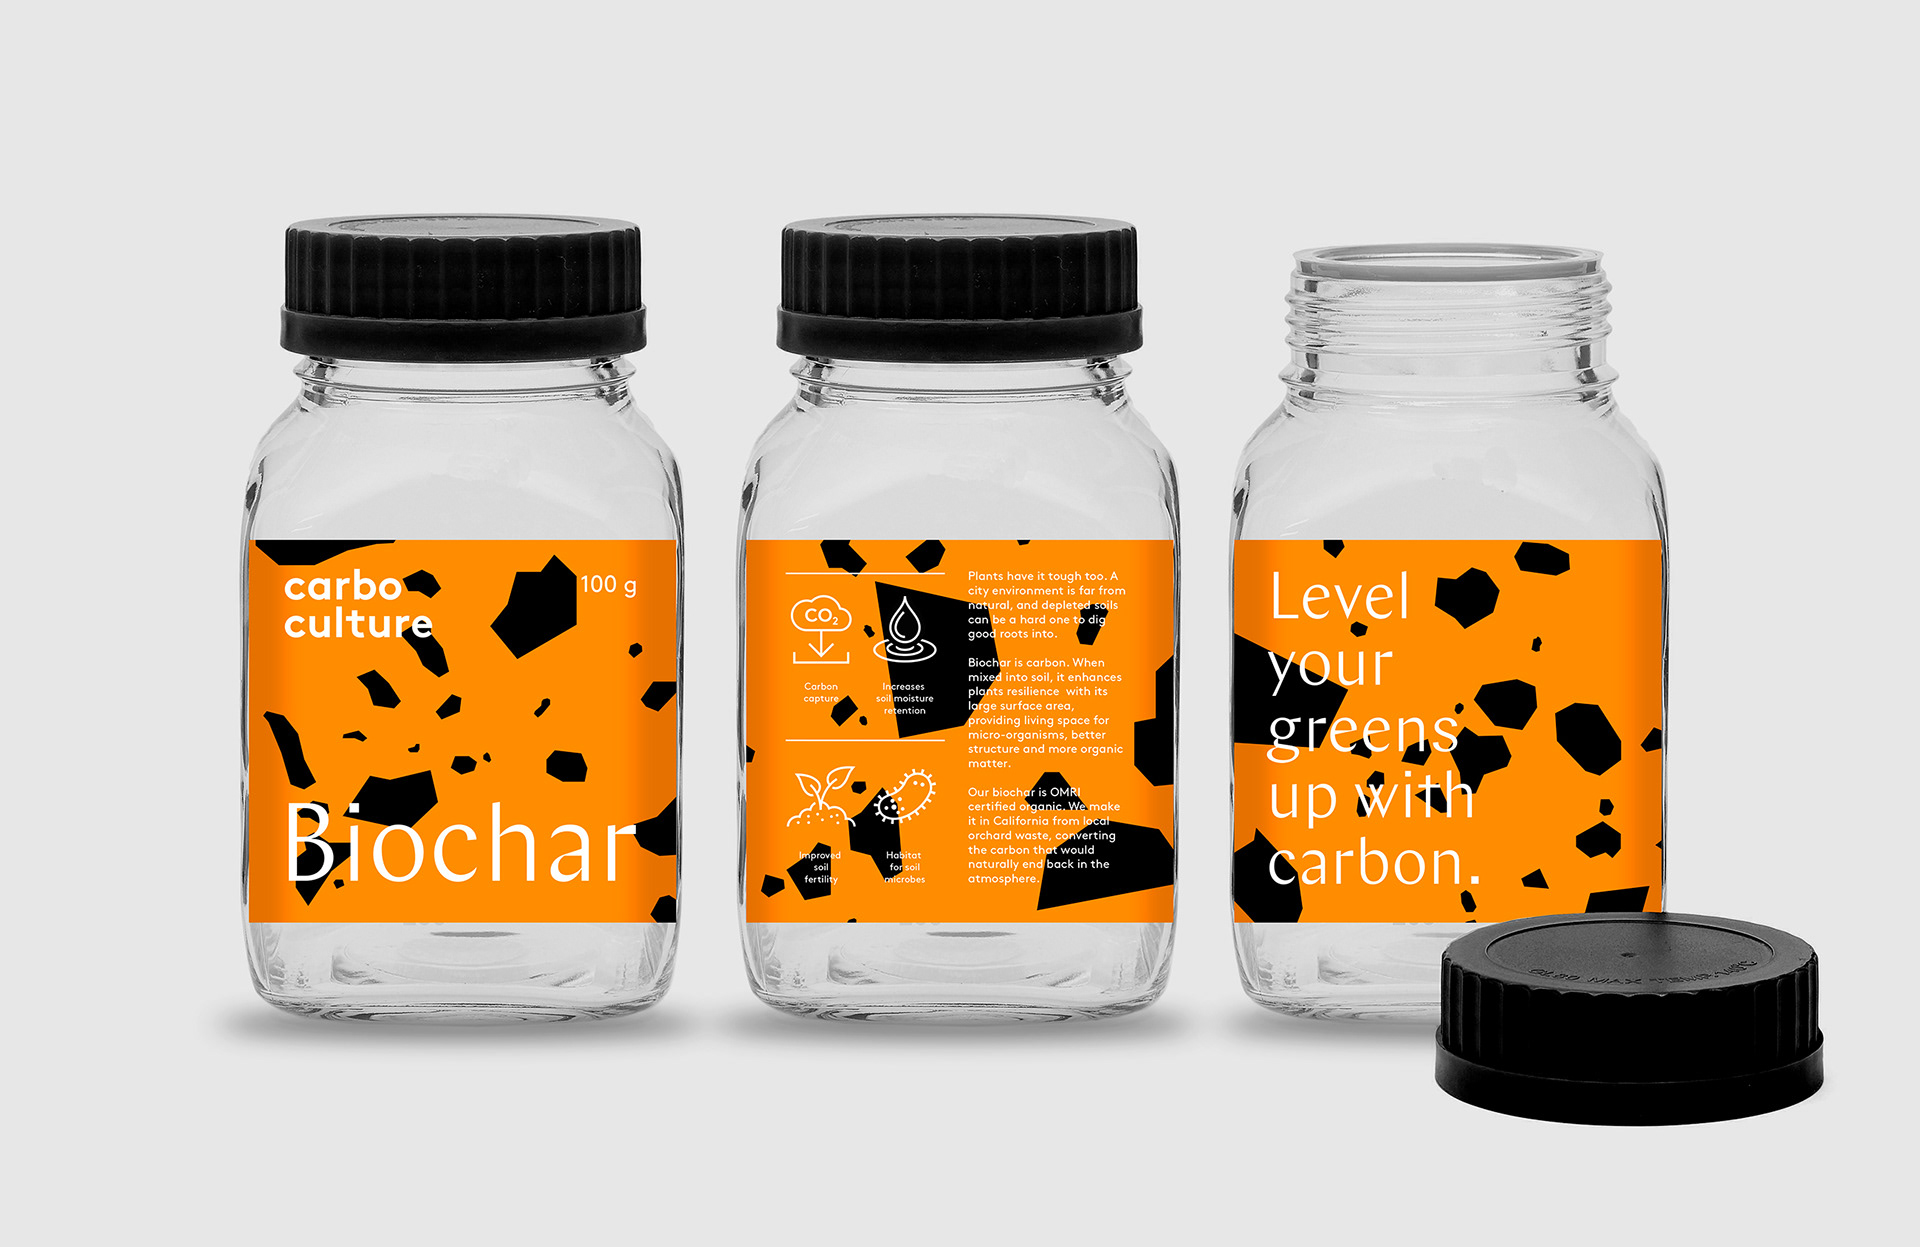 carbo
culture
100 g
Biochar
CO2
Carbon
capture
Increases
soil moisture
retention
Improved
soil
fertility
Habitat
for soil
microbes
Plants have it tough too. A
city environment is far from
natural, and depleted soils
can be a hard one to dig
good roots into.
Biochar is carbon. When
mixed into soil, it enhances
plants resilience with its
large surface area,
providing living space for
micro-organisms, better
structure and more organic
matter.
Our biochar is OMRI
certified organic. We make
it in California from local
orchard waste, converting
the carbon that would
naturally end back in the
atmosphere.
Level
your
greens
up with
carbon.
MAX